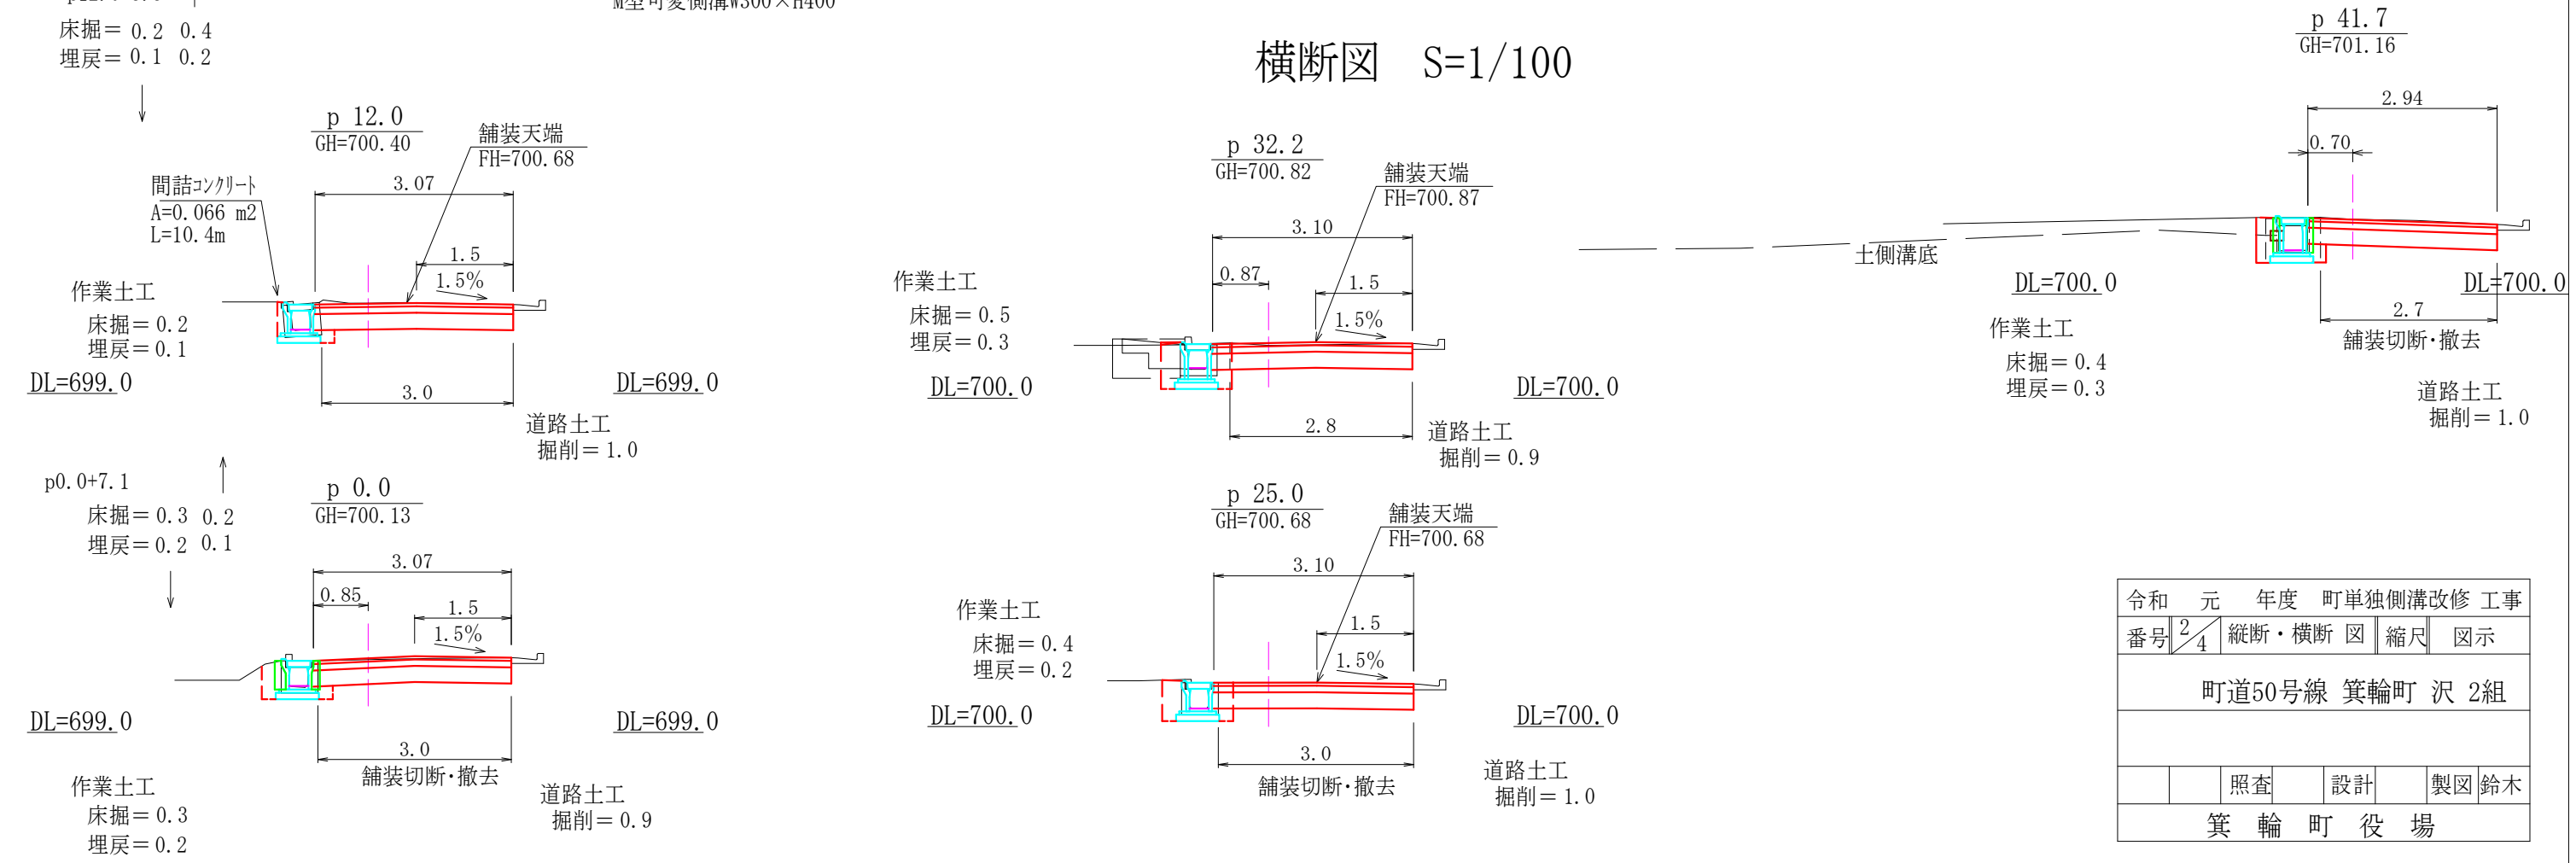 床掘＝0.2 0.4
埋戻＝0.1 0.2
M型可変側溝W300×H400
横断図 S=1/100
p 12.0
GH=700.40
舗装天端
FH=700.68
3.07
間詰コンクリート
A=0.066 m2
L=10.4m
1.5
1.5%
作業土工
床掘＝0.2
埋戻＝0.1
DL=699.0
DL=699.0
3.0
道路土工
掘削＝1.0
p0.0+7.1
床掘＝0.3 0.2
埋戻＝0.2 0.1
p 0.0
GH=700.13
3.07
0.85
1.5
1.5%
DL=699.0
DL=699.0
3.0
舗装切断・撤去
作業土工
床掘＝0.3
埋戻＝0.2
道路土工
掘削＝0.9
p 32.2
GH=700.82
舗装天端
FH=700.87
3.10
0.87
1.5
1.5%
作業土工
床掘＝0.5
埋戻＝0.3
DL=700.0
DL=700.0
2.8
道路土工
掘削＝0.9
p 25.0
GH=700.68
舗装天端
FH=700.68
3.10
1.5
1.5%
作業土工
床掘＝0.4
埋戻＝0.2
DL=700.0
DL=700.0
3.0
舗装切断・撤去
道路土工
掘削＝1.0
p 41.7
GH=701.16
2.94
0.70
土側溝底
DL=700.0
DL=700.0
2.7
舗装切断・撤去
作業土工
床掘＝0.4
埋戻＝0.3
道路土工
掘削＝1.0
令和 元 年度 町単独側溝改修 工事
番号 2/4 縦断・横断 図 縮尺 図示
町道50号線 箕輪町 沢 2組
照査 設計 製図 鈴木
箕輪町役場